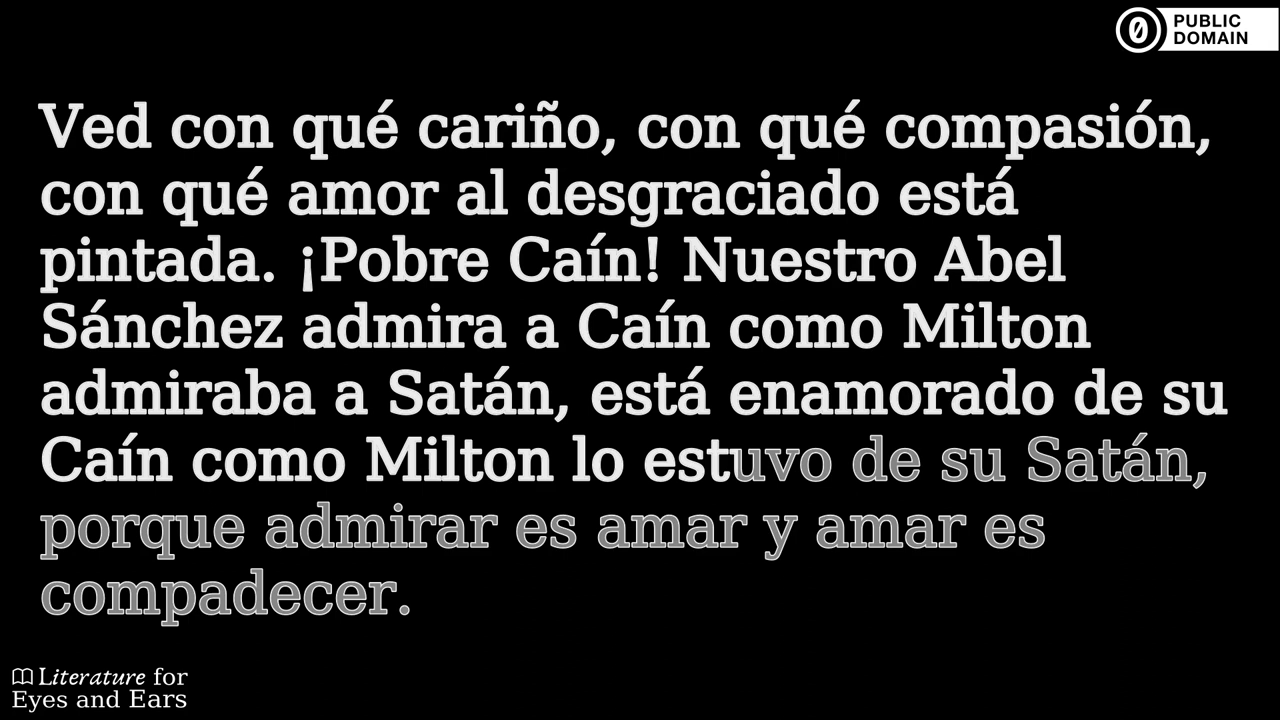 PUBLIC
DOMAIN
Ved con qué cariño, con qué compasión,
con qué amor al desgraciado está
pintada. ¡Pobre Caín! Nuestro Abel
Sánchez admira a Caín como Milton
admiraba a Satán, está enamorado de su
Caín como Milton lo estuvo de su Satán,
porque admirar es amar y amar es
compadecer.
Literature for
Eyes and Ears